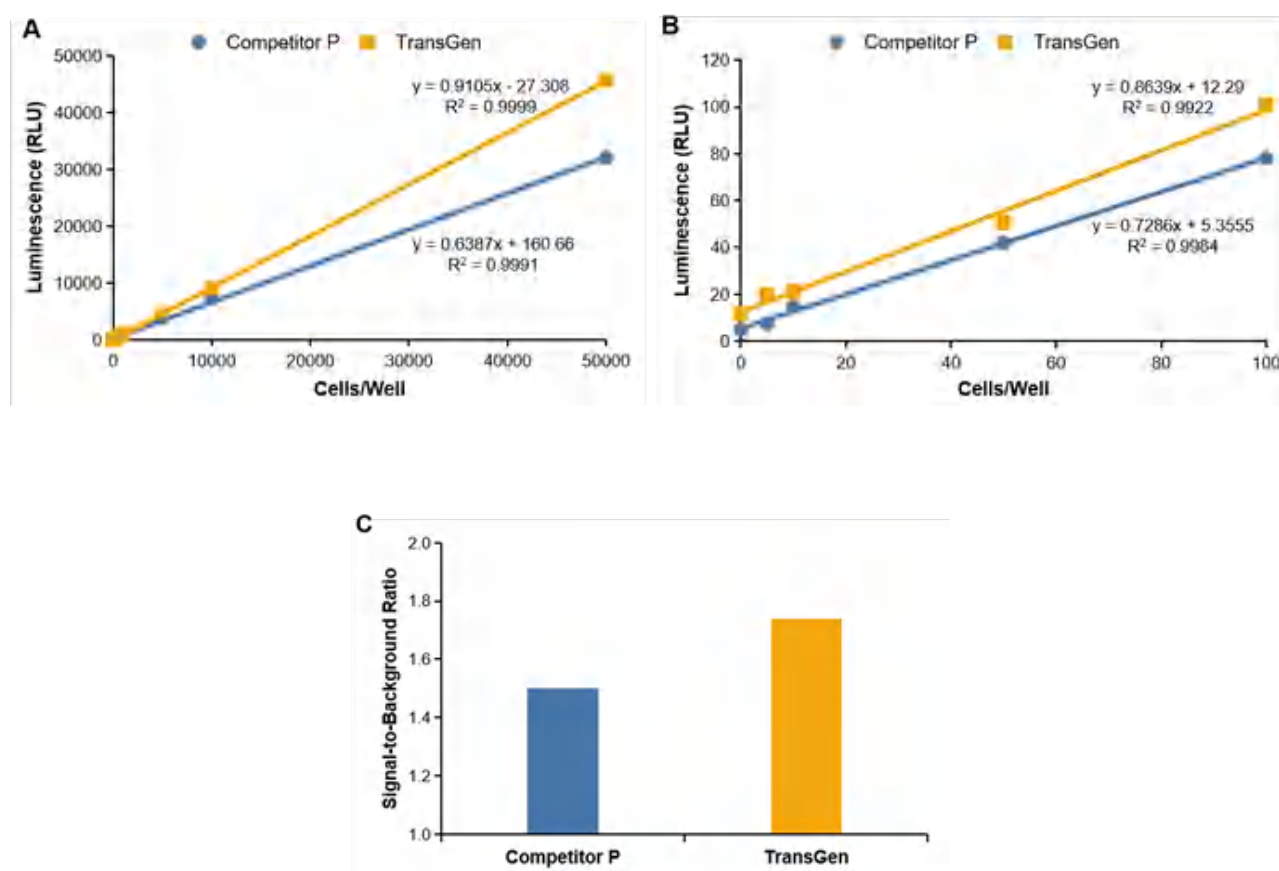 A
Competitor P TransGen
50000
40000
30000
20000
10000
0
Luminescence (RLU)
y = 0.9105x - 27.308
R² = 0.9999
y = 0.6387x + 160.66
R² = 0.9991
0 10000 20000 30000 40000 50000
Cells/Well
B
Competitor P TransGen
120
100
80
60
40
20
0
Luminescence (RLU)
y = 0.8639x + 12.29
R² = 0.9922
y = 0.7286x + 5.3555
R² = 0.9984
0 20 40 60 80 100
Cells/Well
C
2.0
1.8
1.6
1.4
1.2
1.0
Signal-to-Background Ratio
Competitor P TransGen